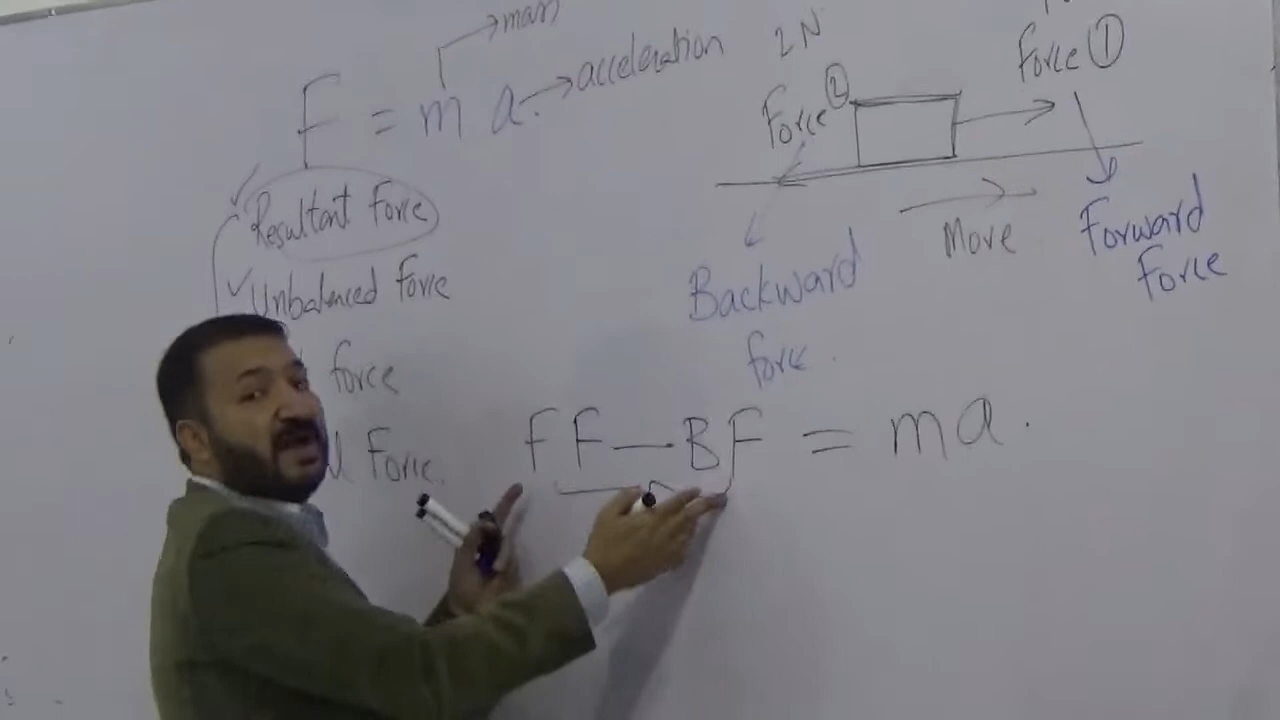 → mass
F = m a. → acceleration
Resultant Force
✓ Unbalanced Force
Force
Force.
2N
Force ②
Force ①
Move
Backward
force.
Forward
Force
FF — BF = ma.